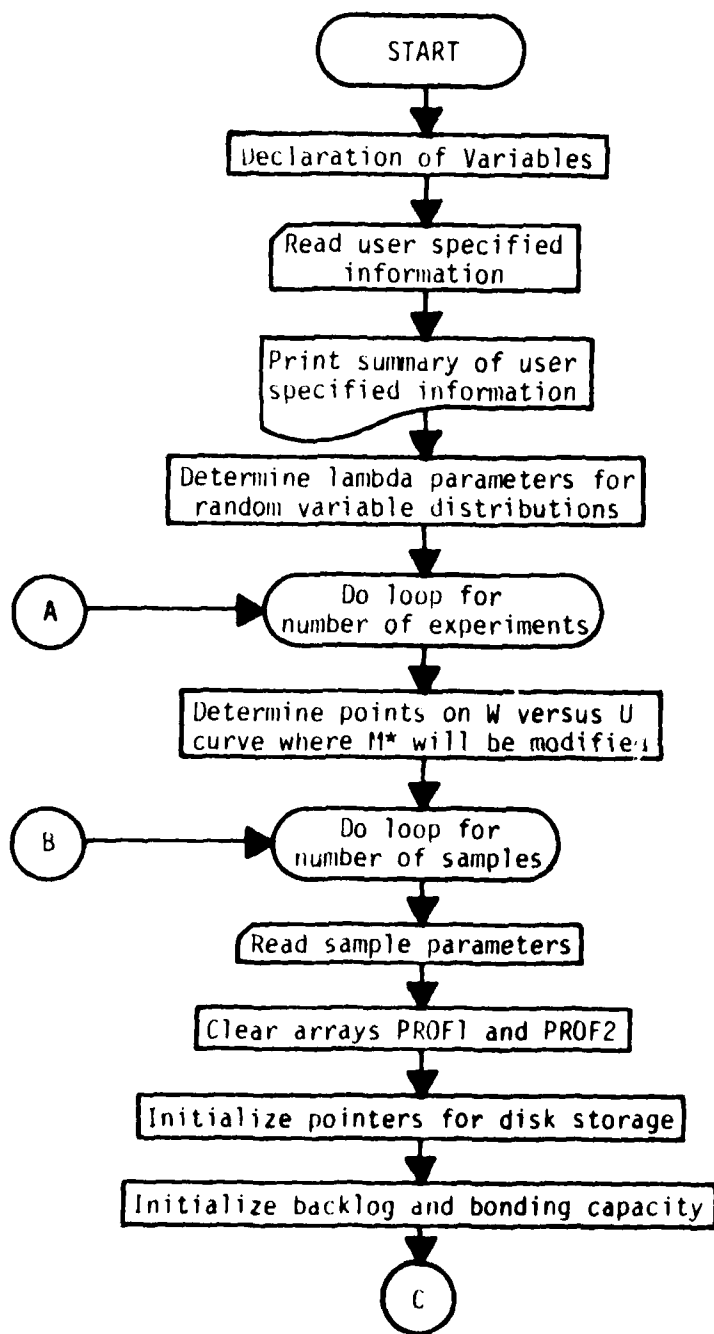 START
Declaration of Variables
Read user specified
information
Print summary of user
specified information
Determine lambda parameters for
random variable distributions
A
Do loop for
number of experiments
Determine points on W versus U
curve where M* will be modified
B
Do loop for
number of samples
Read sample parameters
Clear arrays PROF1 and PROF2
Initialize pointers for disk storage
Initialize backlog and bonding capacity
C